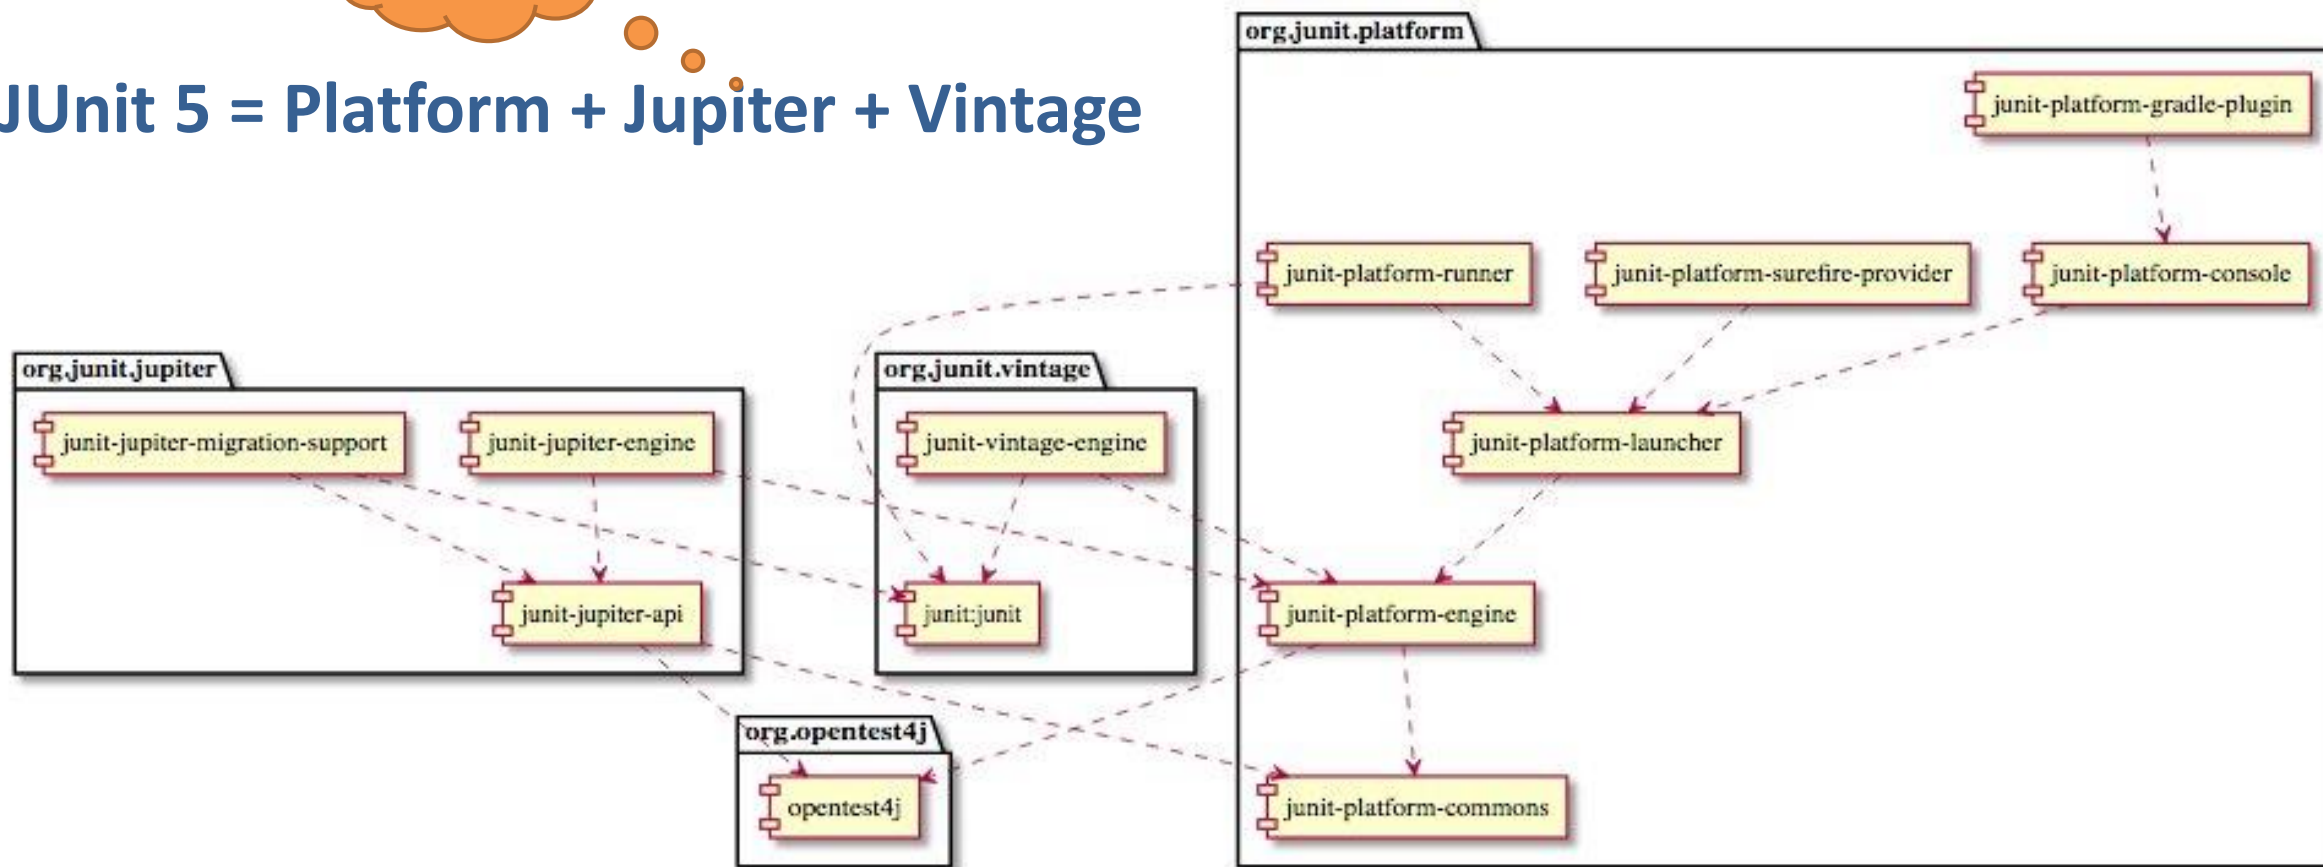 JUnit 5 = Platform + Jupiter + Vintage
org.junit.platform
junit-platform-gradle-plugin
junit-platform-runner
junit-platform-surefire-provider
junit-platform-console
org.junit.jupiter
org.junit.vintage
junit-jupiter-migration-support
junit-jupiter-engine
junit-vintage-engine
junit-platform-launcher
junit-jupiter-api
junit:junit
junit-platform-engine
org.opentest4j
opentest4j
junit-platform-commons